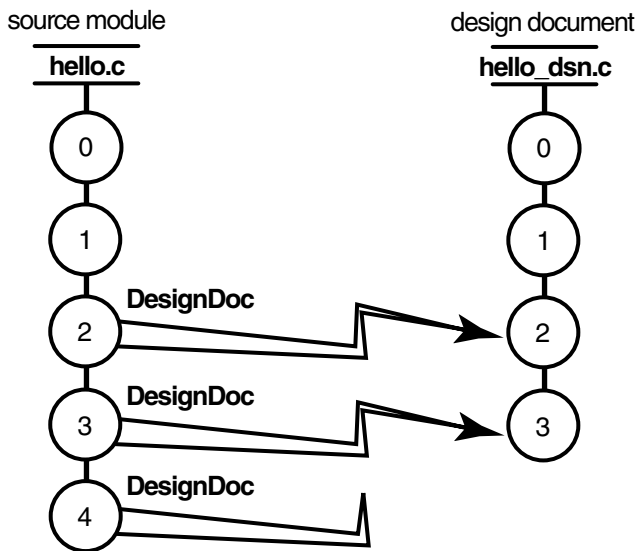 source module
design document
hello.c
hello_dsn.c
0
0
1
1
DesignDoc
2
2
DesignDoc
3
3
DesignDoc
4